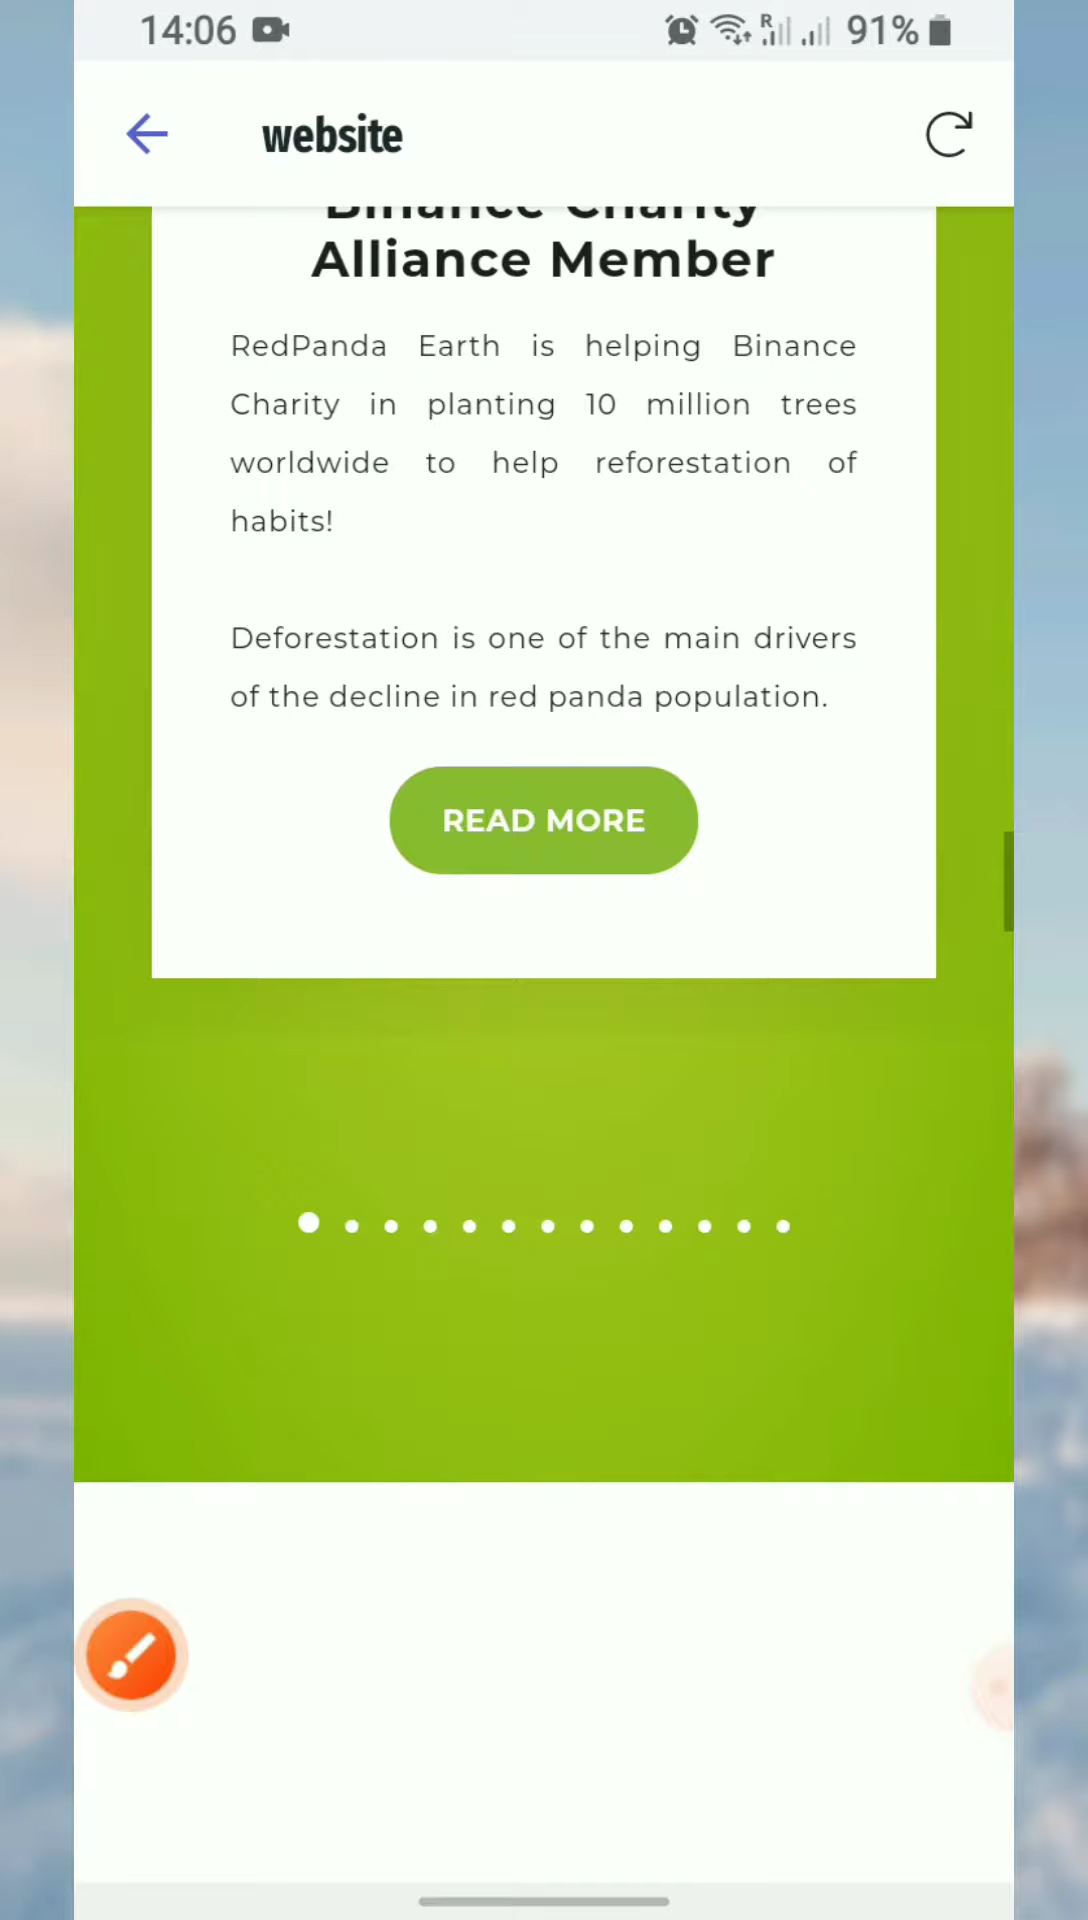 14:06
R
91%
website
Binance Charity
Alliance Member
RedPanda Earth is helping Binance
Charity in planting 10 million trees
worldwide to help reforestation of
habits!
Deforestation is one of the main drivers
of the decline in red panda population.
READ MORE